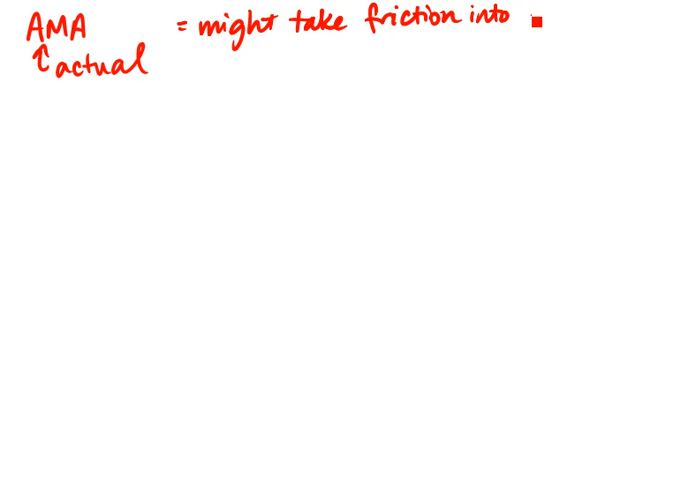 AMA = might take friction into
↑ actual